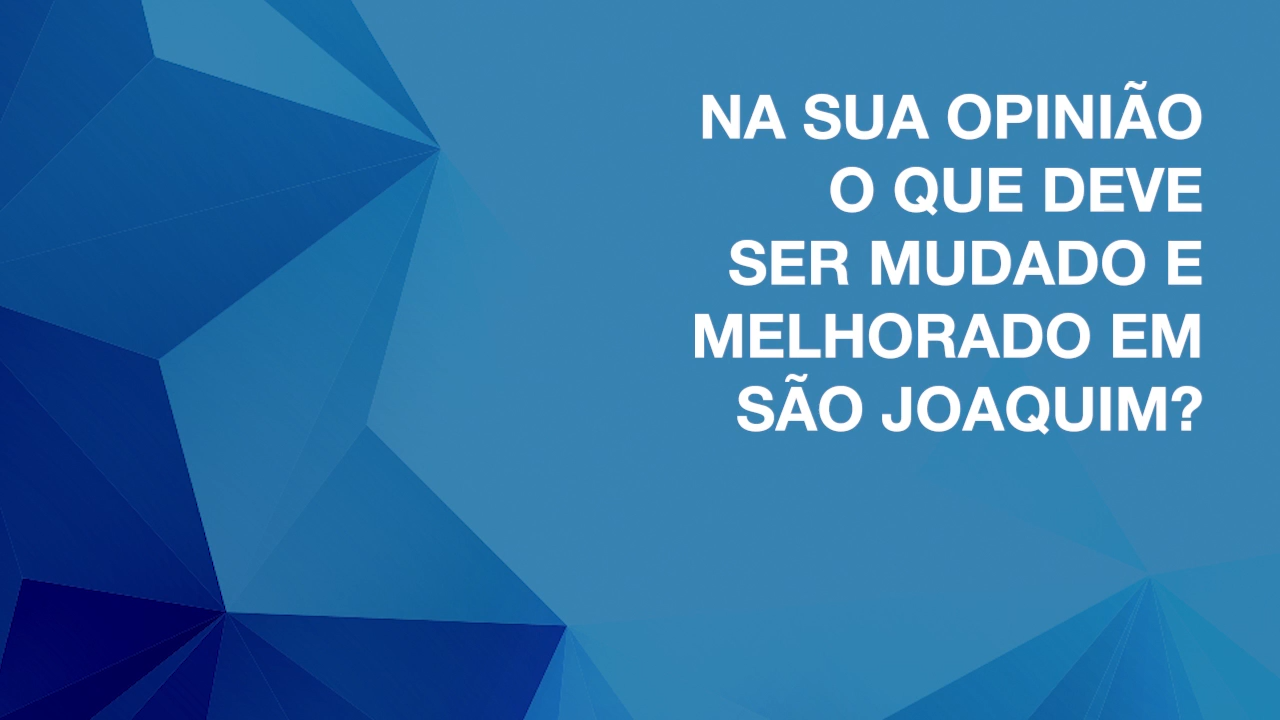 NA SUA OPINIÃO
O QUE DEVE
SER MUDADO E
MELHORADO EM
SÃO JOAQUIM?